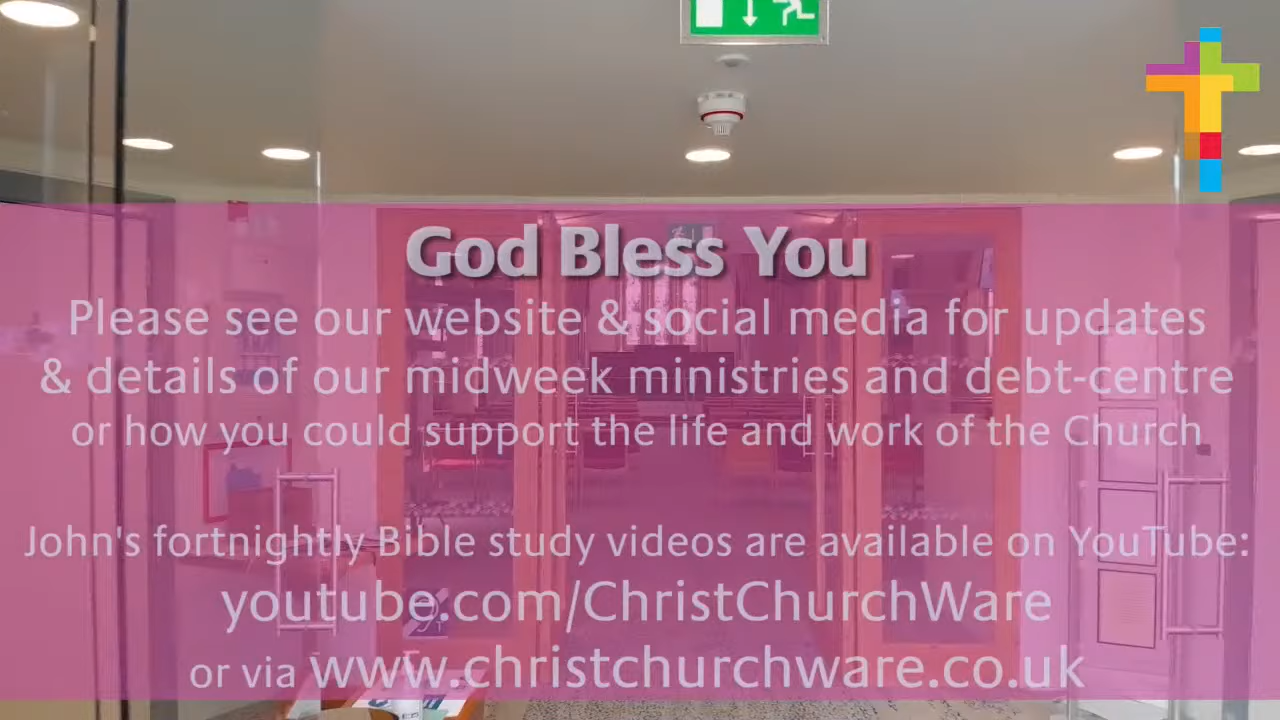 God Bless You
Please see our website & social media for updates
& details of our midweek ministries and debt-centre
or how you could support the life and work of the Church
John's fortnightly Bible study videos are available on YouTube:
youtube.com/ChristChurchWare
or via www.christchurchware.co.uk